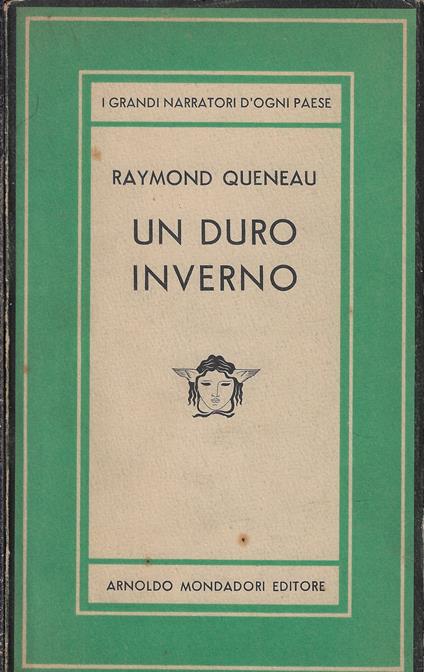 I GRANDI NARRATORI D'OGNI PAESE
RAYMOND QUENEAU
UN DURO
INVERNO
ARNOLDO MONDADORI EDITORE